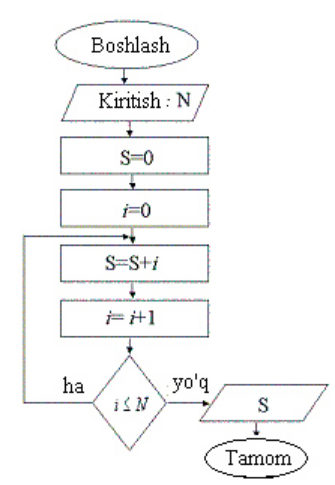 Boshlash
Kiritish : N
S=0
i=0
S=S+i
i= i+1
ha
i ≤ N
yo'q
S
Tamom